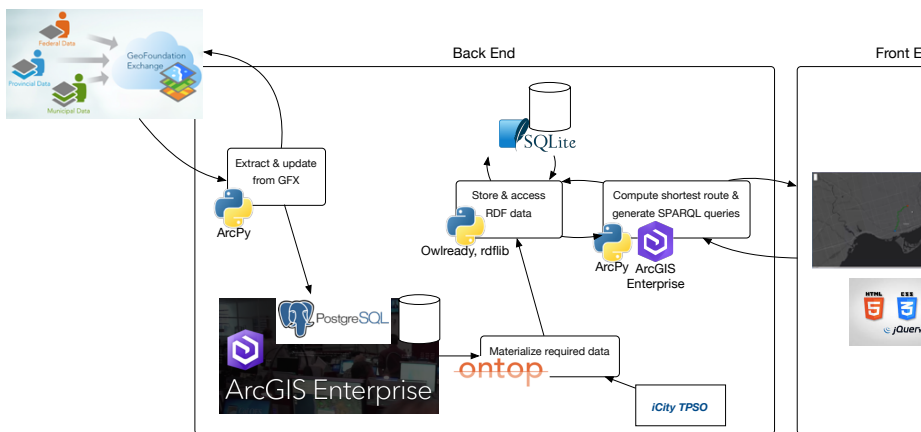 Back End
Front E
Federal Data
GeoFoundation
Exchange
Provincial Data
Municipal Data
SQLite
Extract & update
from GFX
ArcPy
Store & access
RDF data
Owlready, rdflib
Compute shortest route &
generate SPARQL queries
ArcPy
ArcGIS
Enterprise
PostgreSQL
ArcGIS Enterprise
Materialize required data
ontop
iCity TPSO
HTML
CSS
5
3
jQuery